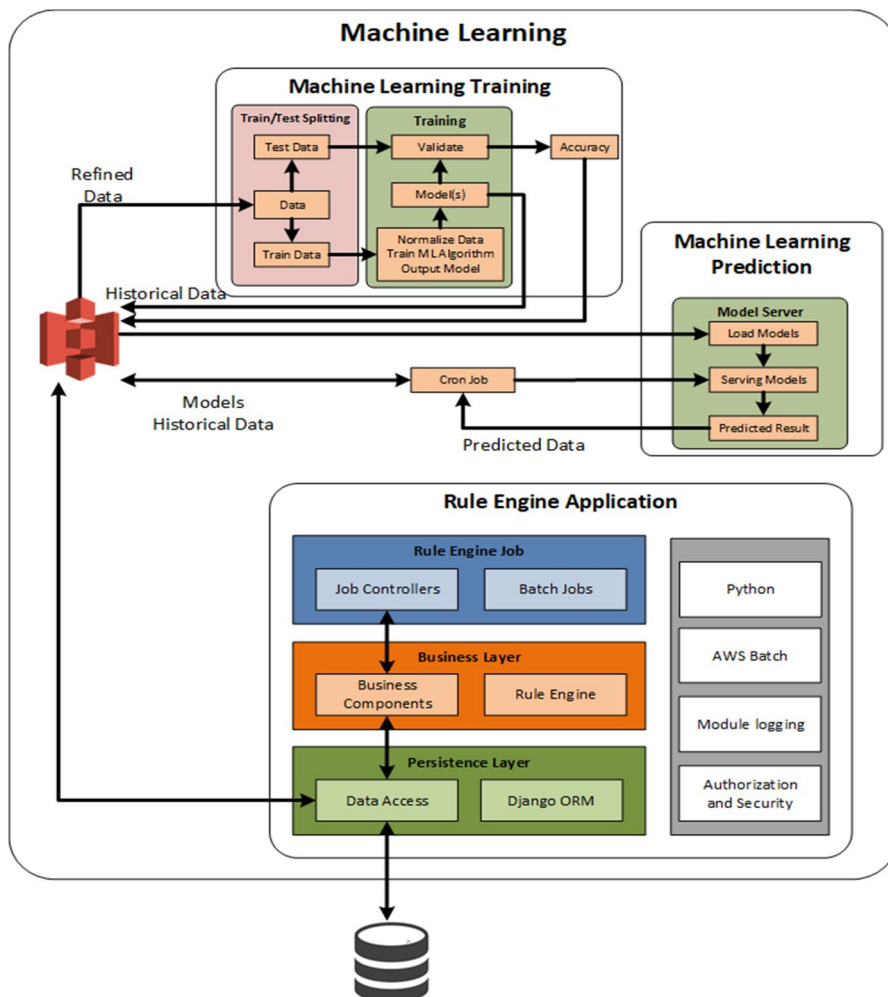 Machine Learning
Machine Learning Training
Train/Test Splitting
Training
Test Data
Validate
Accuracy
Refined
Data
Data
Model(s)
Train Data
Normalize Data
Train ML Algorithm
Output Model
Historical Data
Machine Learning
Prediction
Model Server
Load Models
Cron Job
Serving Models
Models
Historical Data
Predicted Data
Predicted Result
Rule Engine Application
Rule Engine Job
Job Controllers
Batch Jobs
Python
Business Layer
Business
Components
Rule Engine
AWS Batch
Module logging
Persistence Layer
Data Access
Django ORM
Authorization
and Security